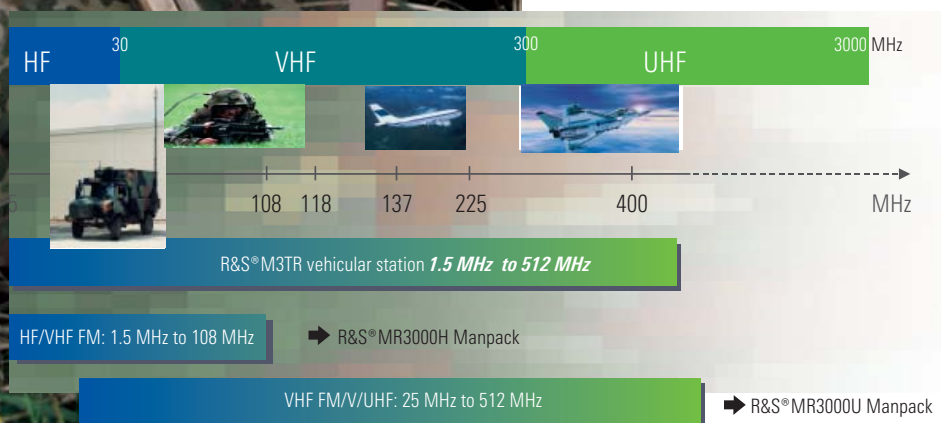 30 300 3000 MHz
HF VHF UHF
108 118 137 225 400 MHz
R&S®M3TR vehicular station 1.5 MHz to 512 MHz
HF/VHF FM: 1.5 MHz to 108 MHz ➡ R&S®MR3000H Manpack
VHF FM/V/UHF: 25 MHz to 512 MHz ➡ R&S®MR3000U Manpack